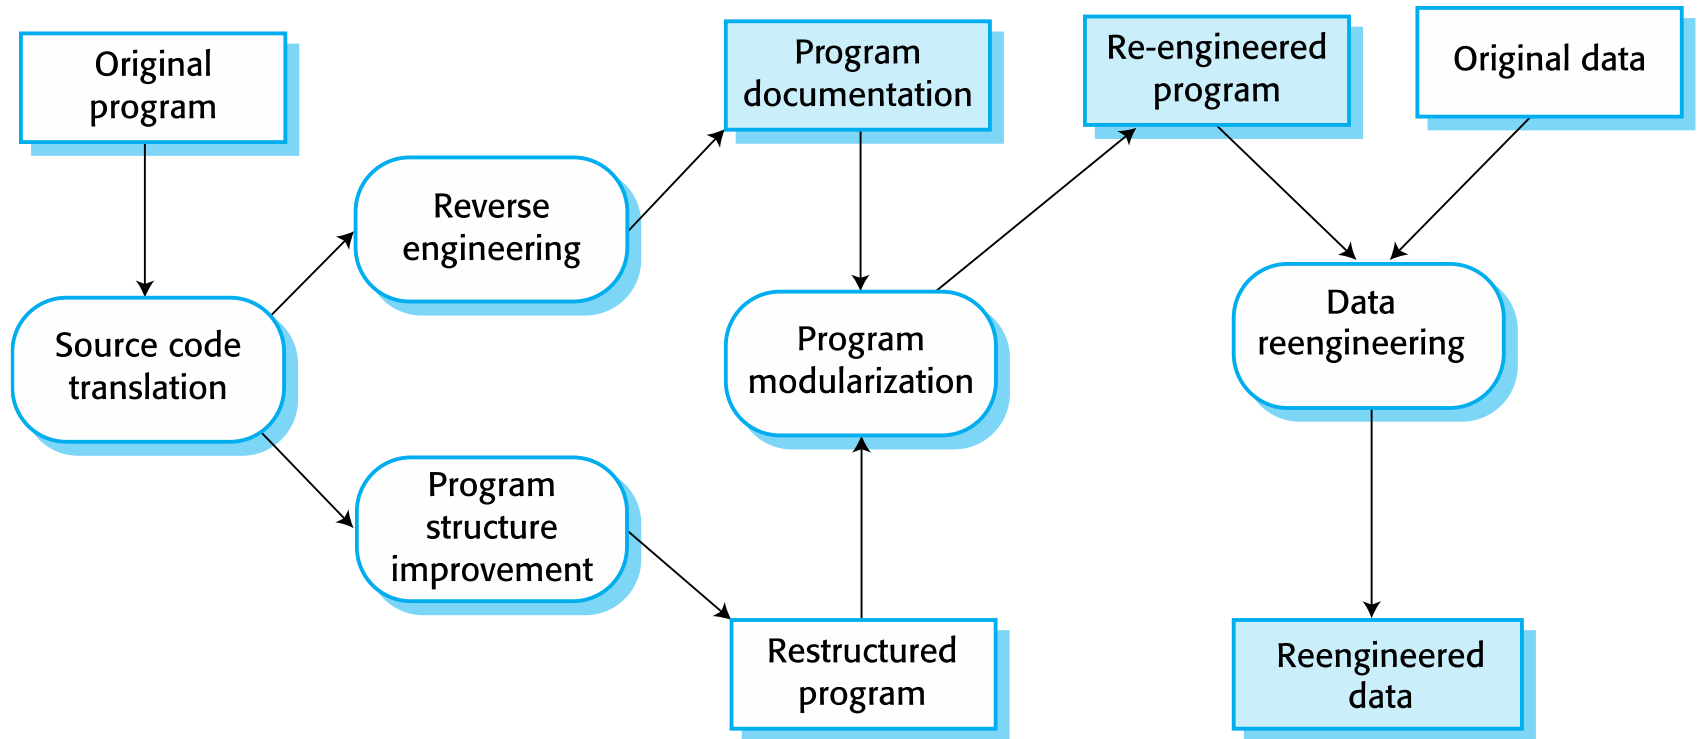 Original
program
Source code
translation
Reverse
engineering
Program
structure
improvement
Program
documentation
Program
modularization
Restructured
program
Re-engineered
program
Original data
Data
reengineering
Reengineered
data